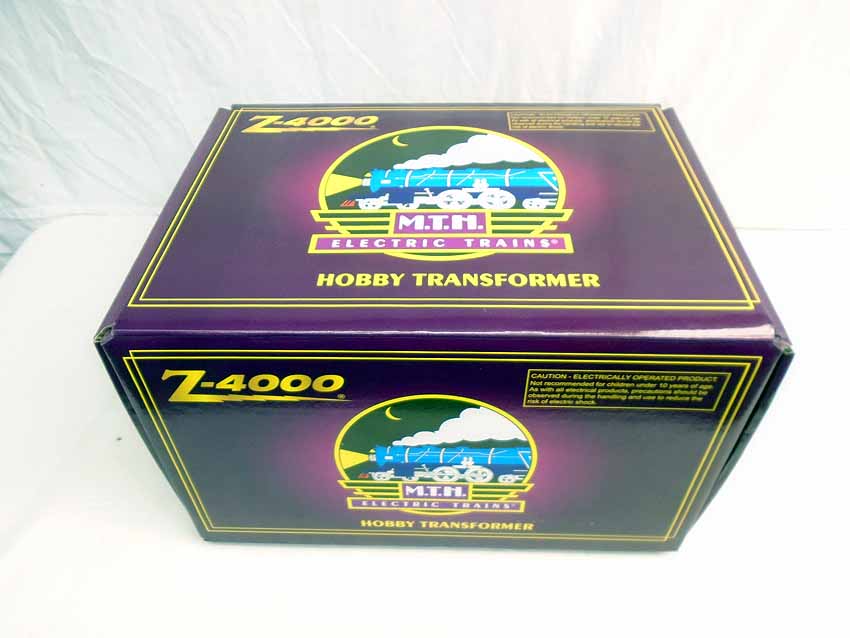 Z-4000
M.T.H.
ELECTRIC TRAINS®
HOBBY TRANSFORMER
Z-4000®
CAUTION - ELECTRICALLY OPERATED PRODUCT:
Not recommended for children under 10 years of age.
As with all electrical products, precautions should be
observed during the handling and use to reduce the
risk of electric shock.
M.T.H.
ELECTRIC TRAINS®
HOBBY TRANSFORMER